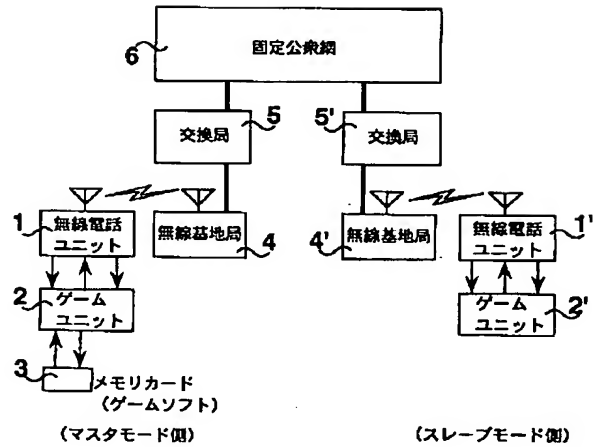 6
固定公衆網
5
交換局
5'
交換局
1
無線電話
ユニット
無線基地局
4
4'
無線基地局
無線電話
ユニット
1'
2
ゲーム
ユニット
ゲーム
ユニット
2'
3
メモリカード
(ゲームソフト)
(マスタモード側)
(スレーブモード側)